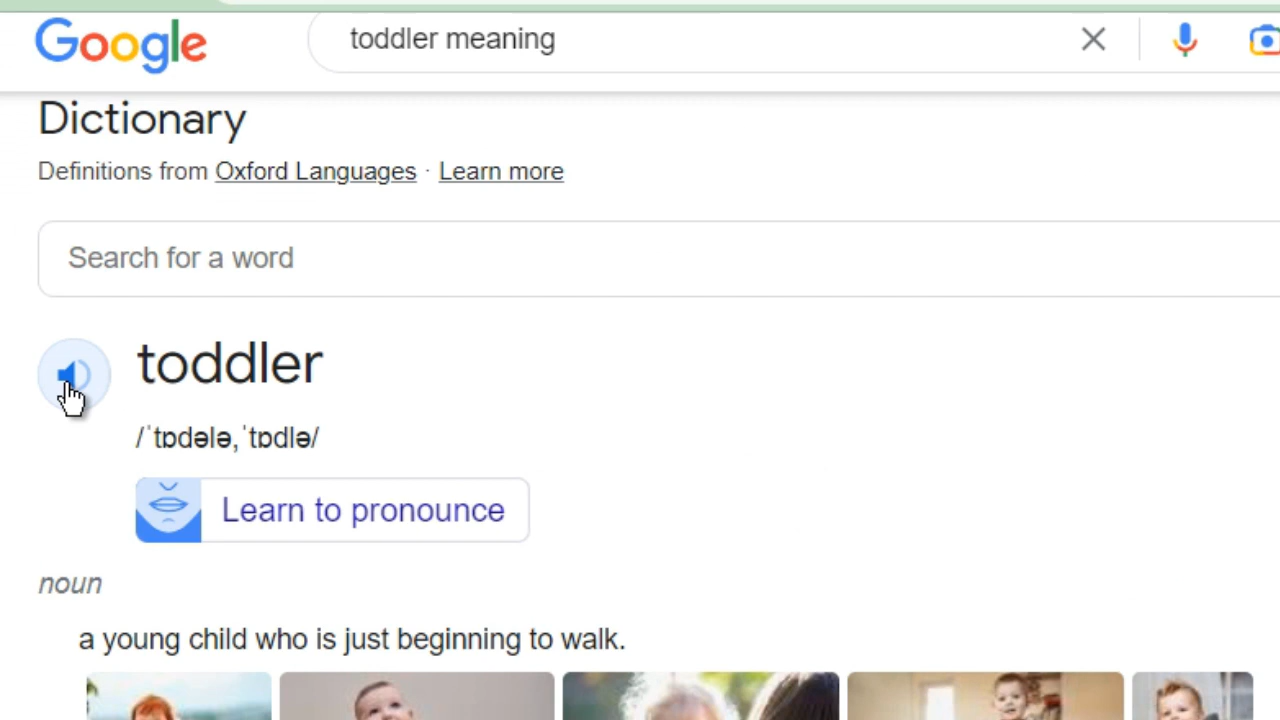 Google
toddler meaning
Dictionary
Definitions from Oxford Languages · Learn more
Search for a word
toddler
/ˈtɒdələ,ˈtɒdlə/
Learn to pronounce
noun
a young child who is just beginning to walk.